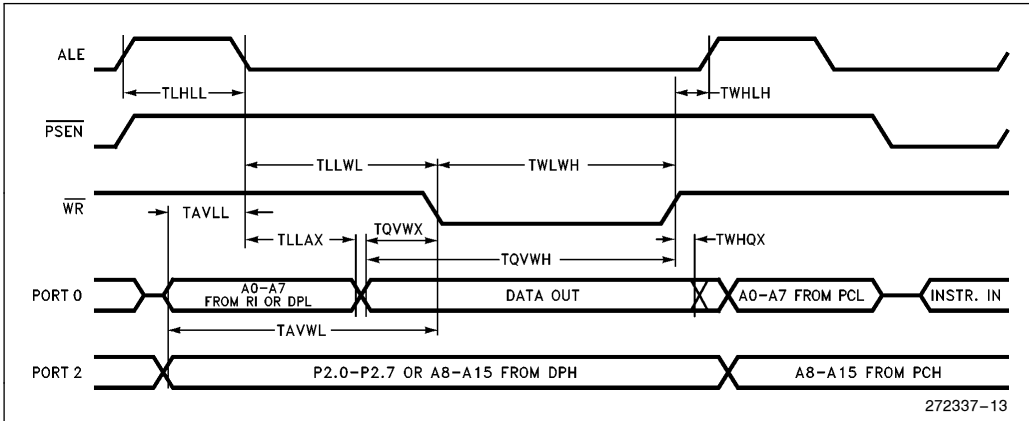 ALE
TLHLL
TWHLH
PSEN
TLLWL
TWLWH
WR
TAVLL
TLLAX
TQVWX
TWHQX
TQVWH
PORT 0
A0-A7
FROM RI OR DPL
DATA OUT
A0-A7 FROM PCL
INSTR. IN
TAVWL
PORT 2
P2.0-P2.7 OR A8-A15 FROM DPH
A8-A15 FROM PCH
272337-13